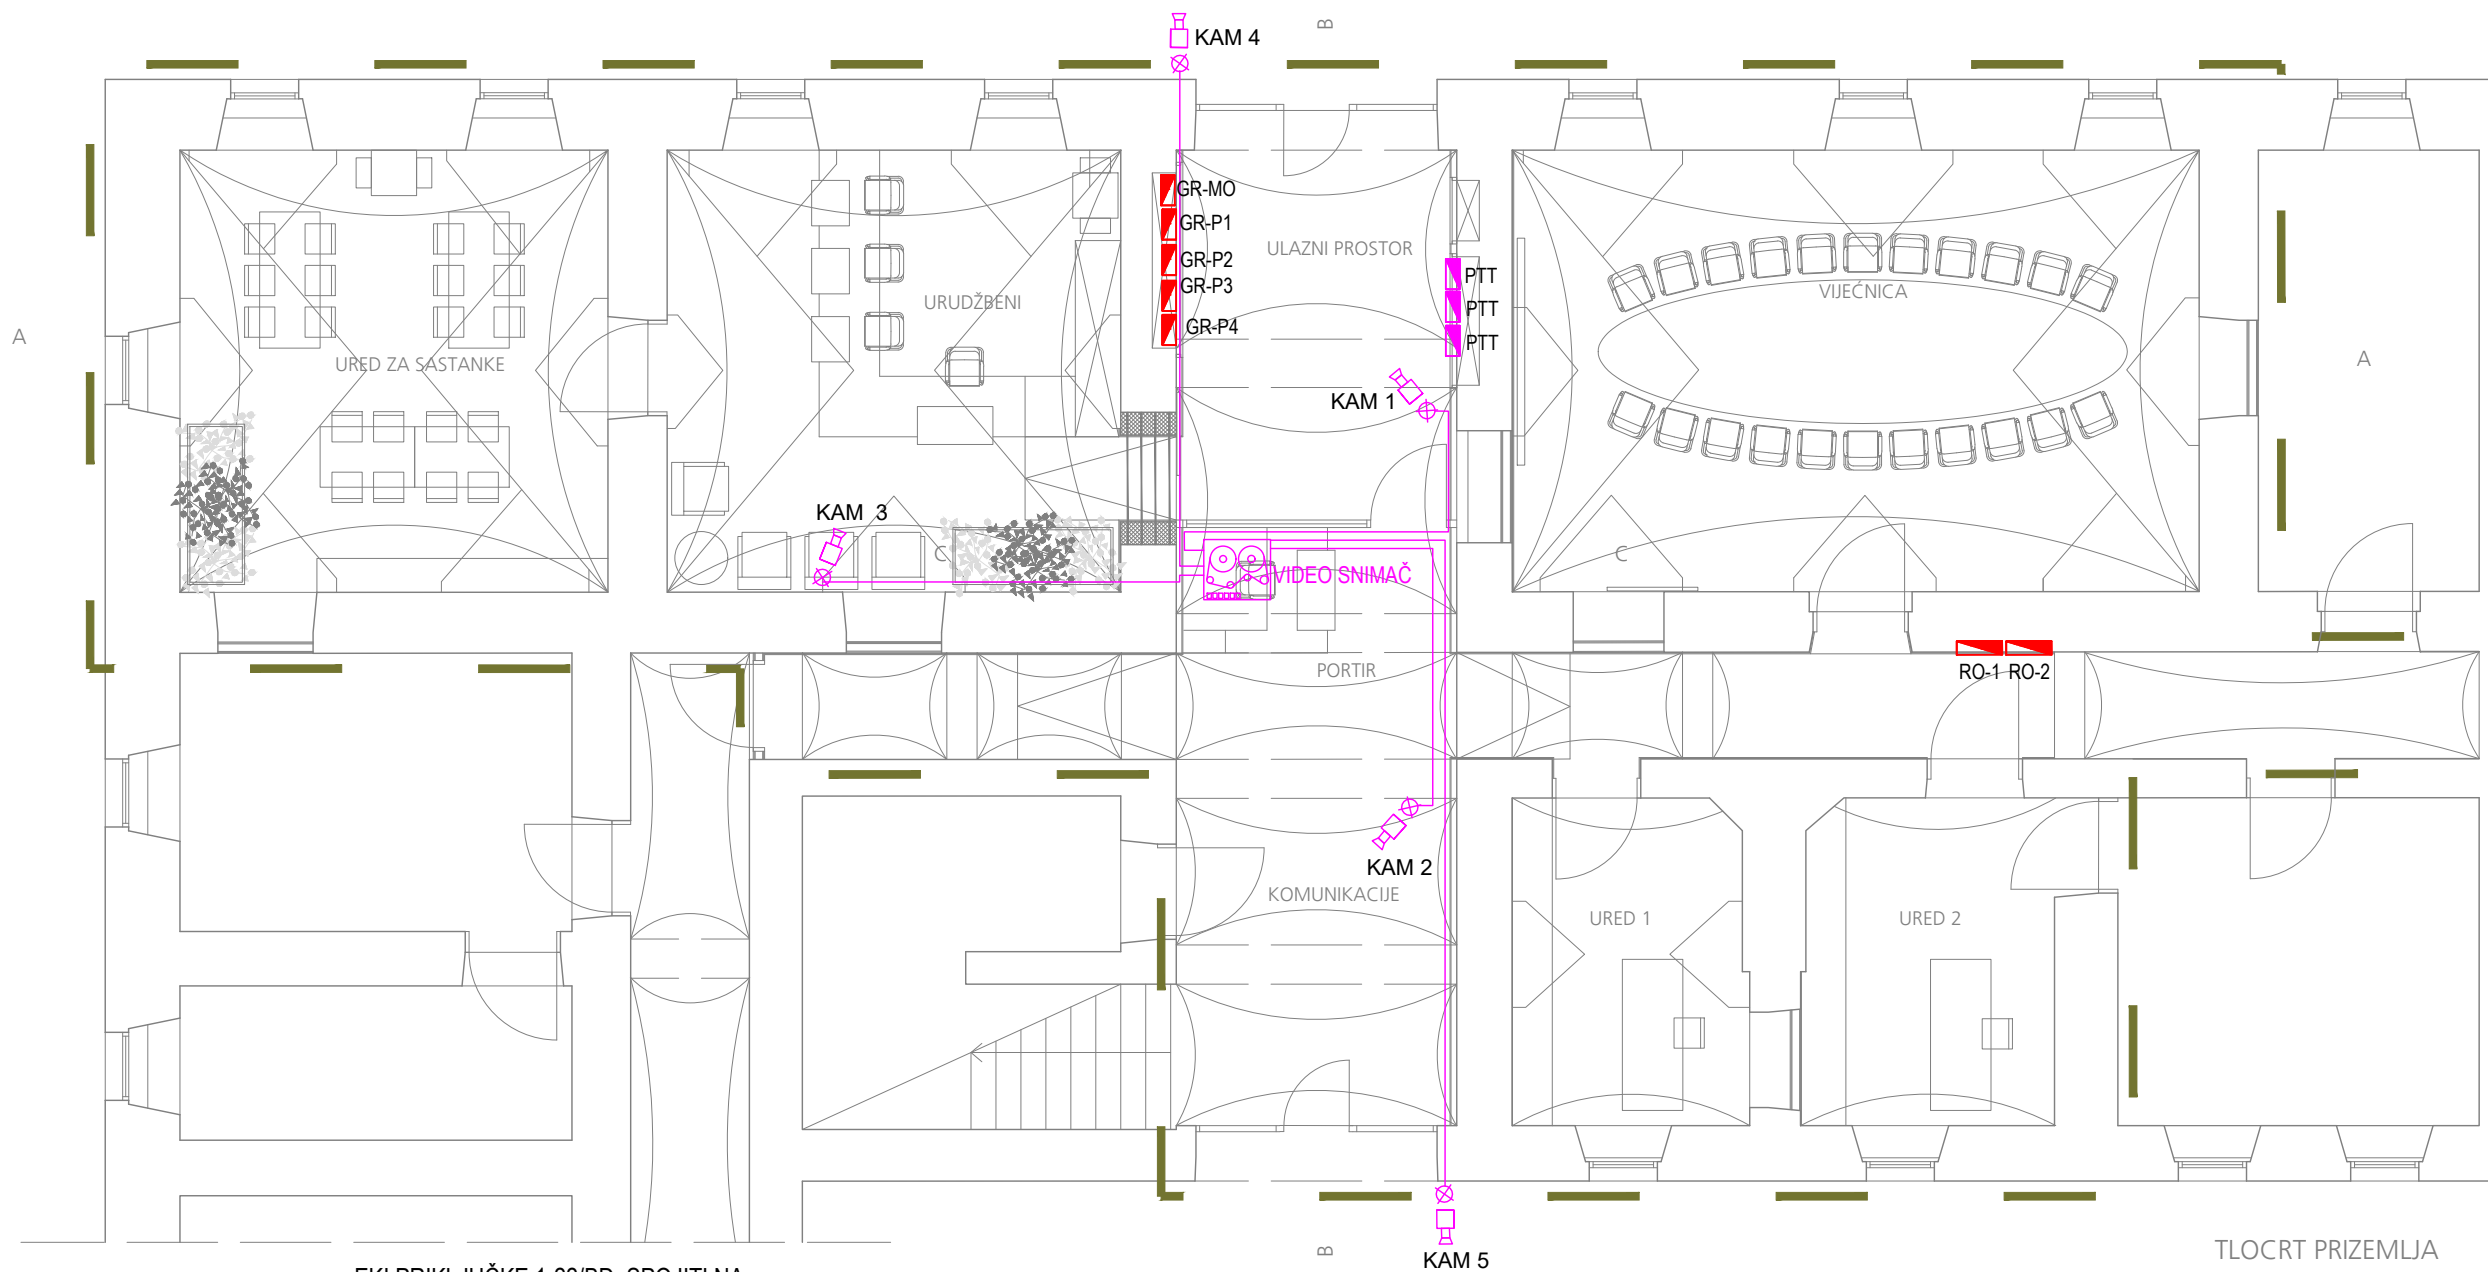 KAM 4
B
GR-MO
GR-P1
GR-P2
GR-P3
GR-P4
ULAZNI PROSTOR
PTT
PTT
PTT
URUDŽBENI
VIJEĆNICA
A
URED ZA SASTANKE
A
KAM 1
KAM 3
C
C
VIDEO SNIMAČ
PORTIR
RO-1 RO-2
KAM 2
KOMUNIKACIJE
URED 1
URED 2
B
KAM 5
TLOCRT PRIZEMLJA